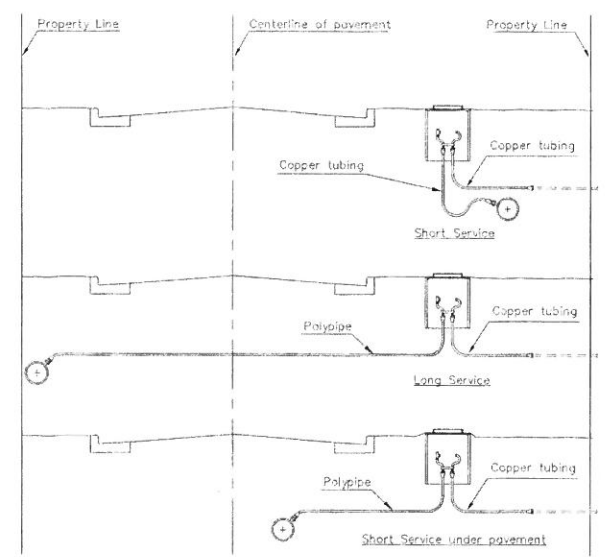 Property Line
Centerline of pavement
Property Line
Copper tubing
Copper tubing
Short Service
Copper tubing
Polypipe
Long Service
Copper tubing
Polypipe
Short Service under pavement